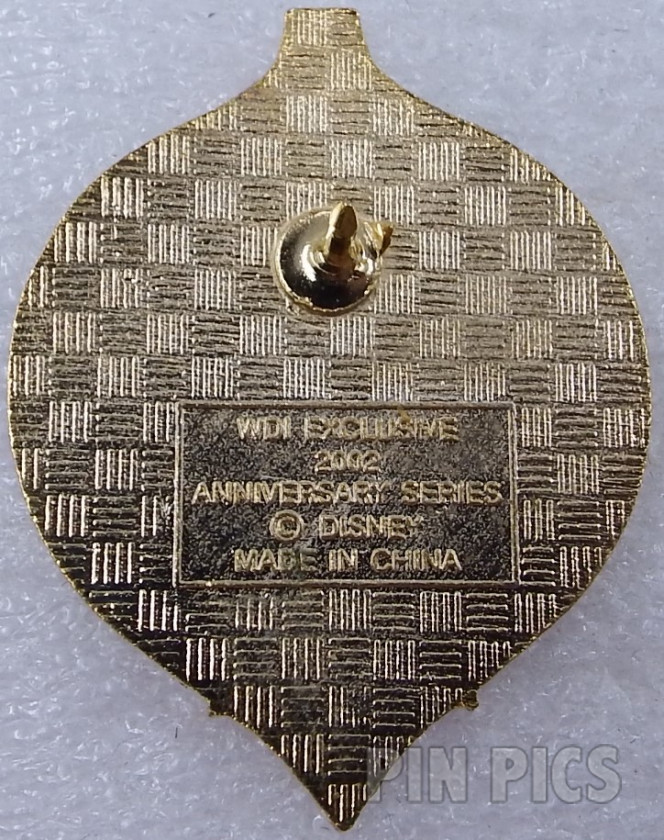 WDI EXCLUSIVE
2002
ANNIVERSARY SERIES
© DISNEY
MADE IN CHINA
PIN PICS